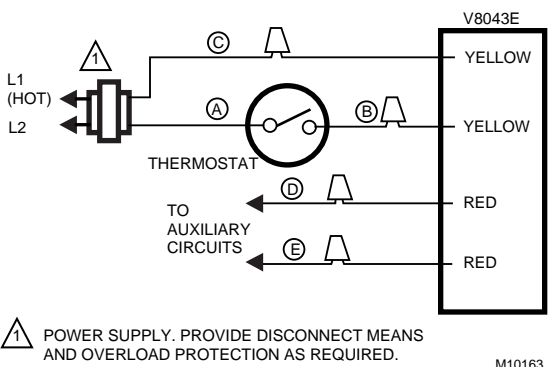 V8043E
C
1
YELLOW
L1
(HOT)
A
B
L2
YELLOW
THERMOSTAT
D
RED
TO
AUXILIARY
CIRCUITS
E
RED
1 POWER SUPPLY. PROVIDE DISCONNECT MEANS
AND OVERLOAD PROTECTION AS REQUIRED.
M10163